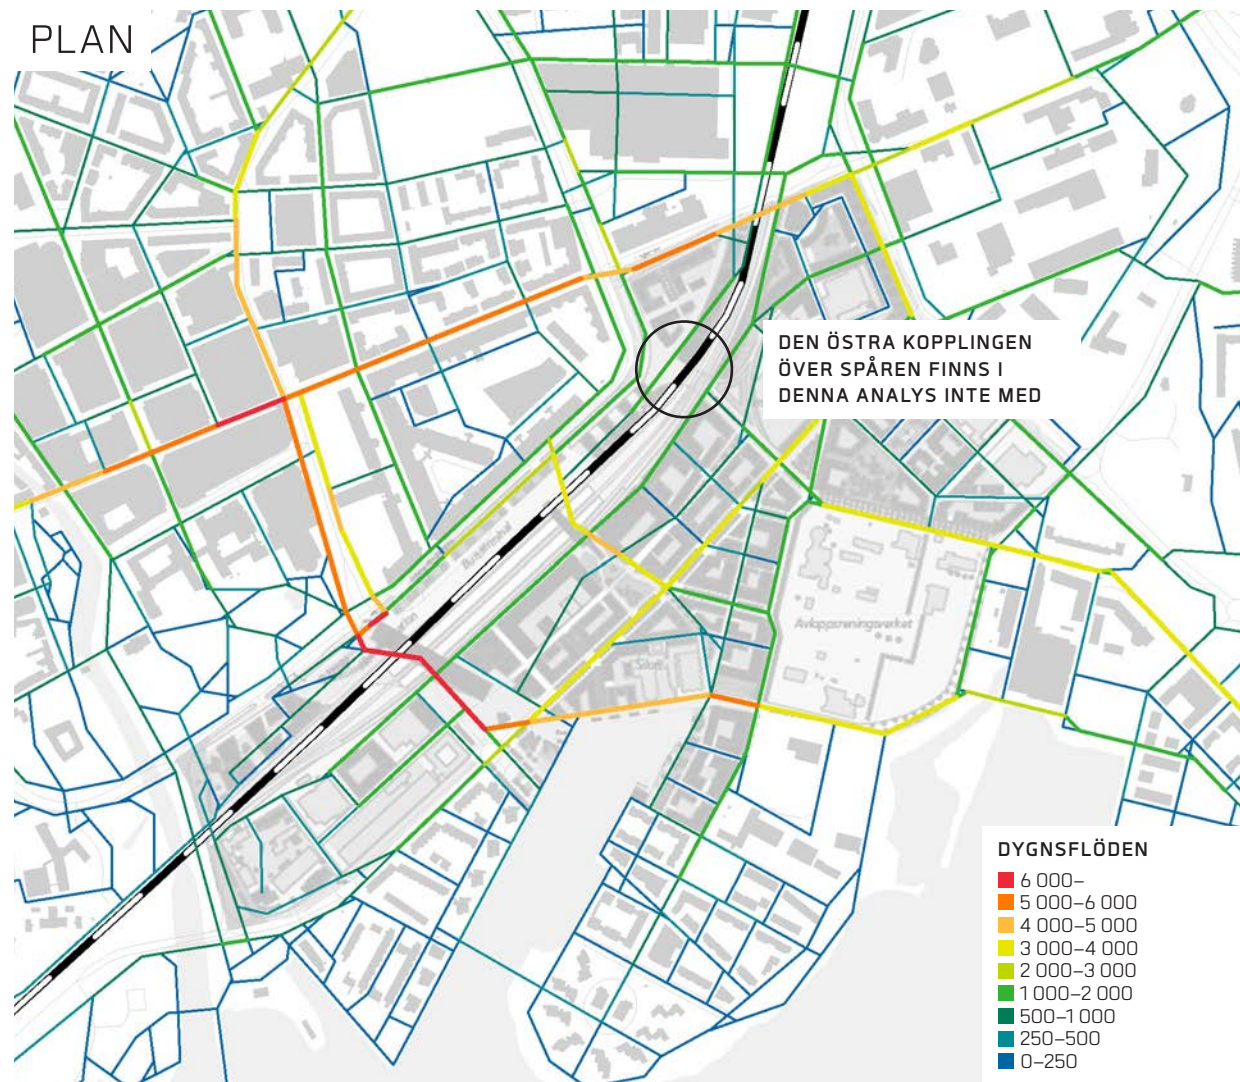 PLAN
DEN ÖSTRA KOPPLINGEN
ÖVER SPÅREN FINNS I
DENNA ANALYS INTE MED
Bussterminal
Avloppsreningsverket
Silon
DYGNSFLÖDEN
6 000–
5 000–6 000
4 000–5 000
3 000–4 000
2 000–3 000
1 000–2 000
500–1 000
250–500
0–250